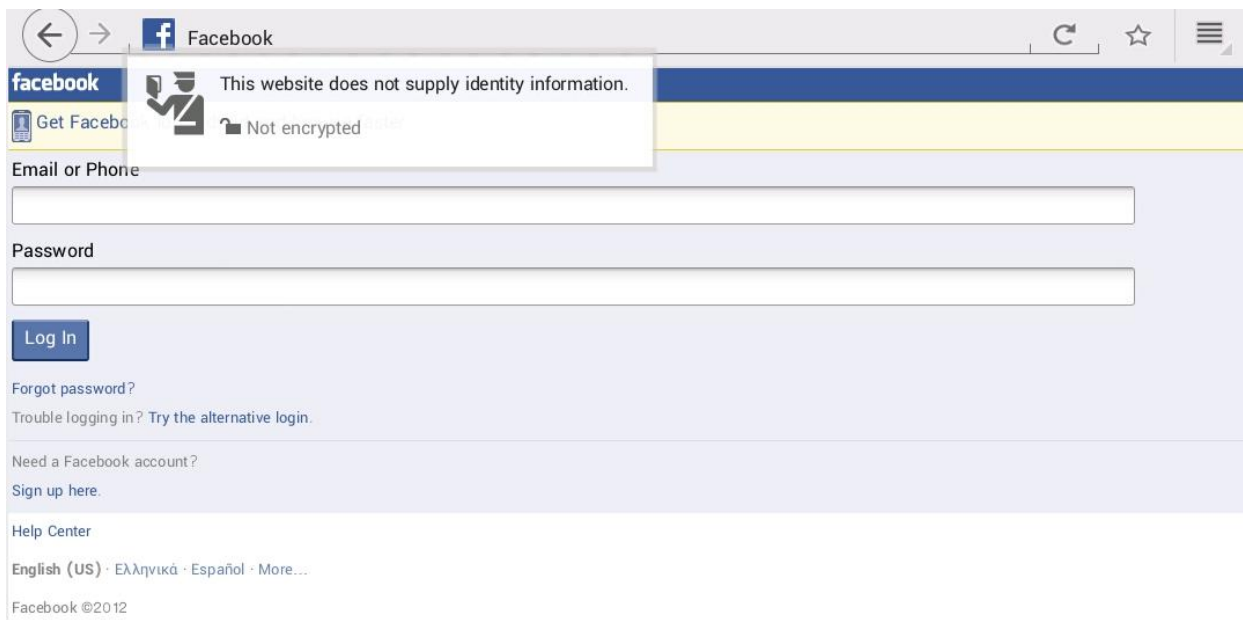 Facebook
This website does not supply identity information.
Not encrypted
facebook
Get Facebo
Email or Phone
Password
Log In
Forgot password?
Trouble logging in? Try the alternative login.
Need a Facebook account?
Sign up here.
Help Center
English (US) · Ελληνικά · Español · More...
Facebook ©2012